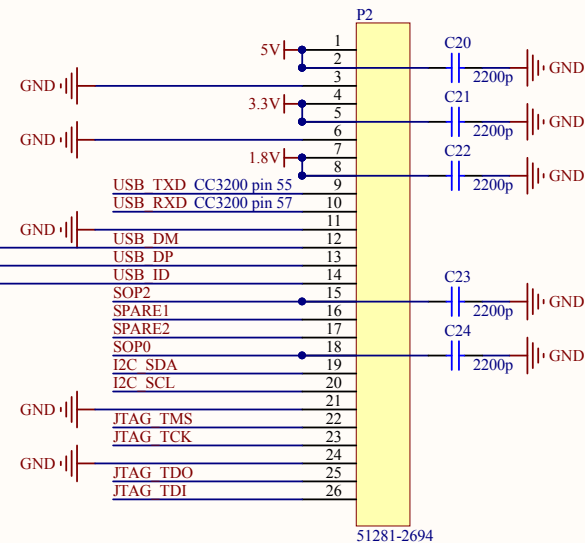 P2
5V 1 C20
2 2200p GND
GND 3
3.3V 4 C21
5 2200p GND
GND 6
1.8V 7 C22
8 2200p GND
USB_TXD CC3200 pin 55 9
USB_RXD CC3200 pin 57 10
GND 11
USB_DM 12
USB_DP 13
USB_ID 14
SOP2 15 C23
2200p GND
SPARE1 16
SPARE2 17
SOP0 18 C24
2200p GND
I2C_SDA 19
I2C_SCL 20
GND 21
JTAG_TMS 22
JTAG_TCK 23
GND 24
JTAG_TDO 25
JTAG_TDI 26
51281-2694